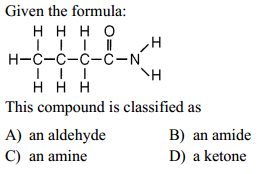 Given the formula:
H H H O
H
H-C-C-C-C-N
H
H H H
This compound is classified as
A) an aldehyde B) an amide
C) an amine D) a ketone